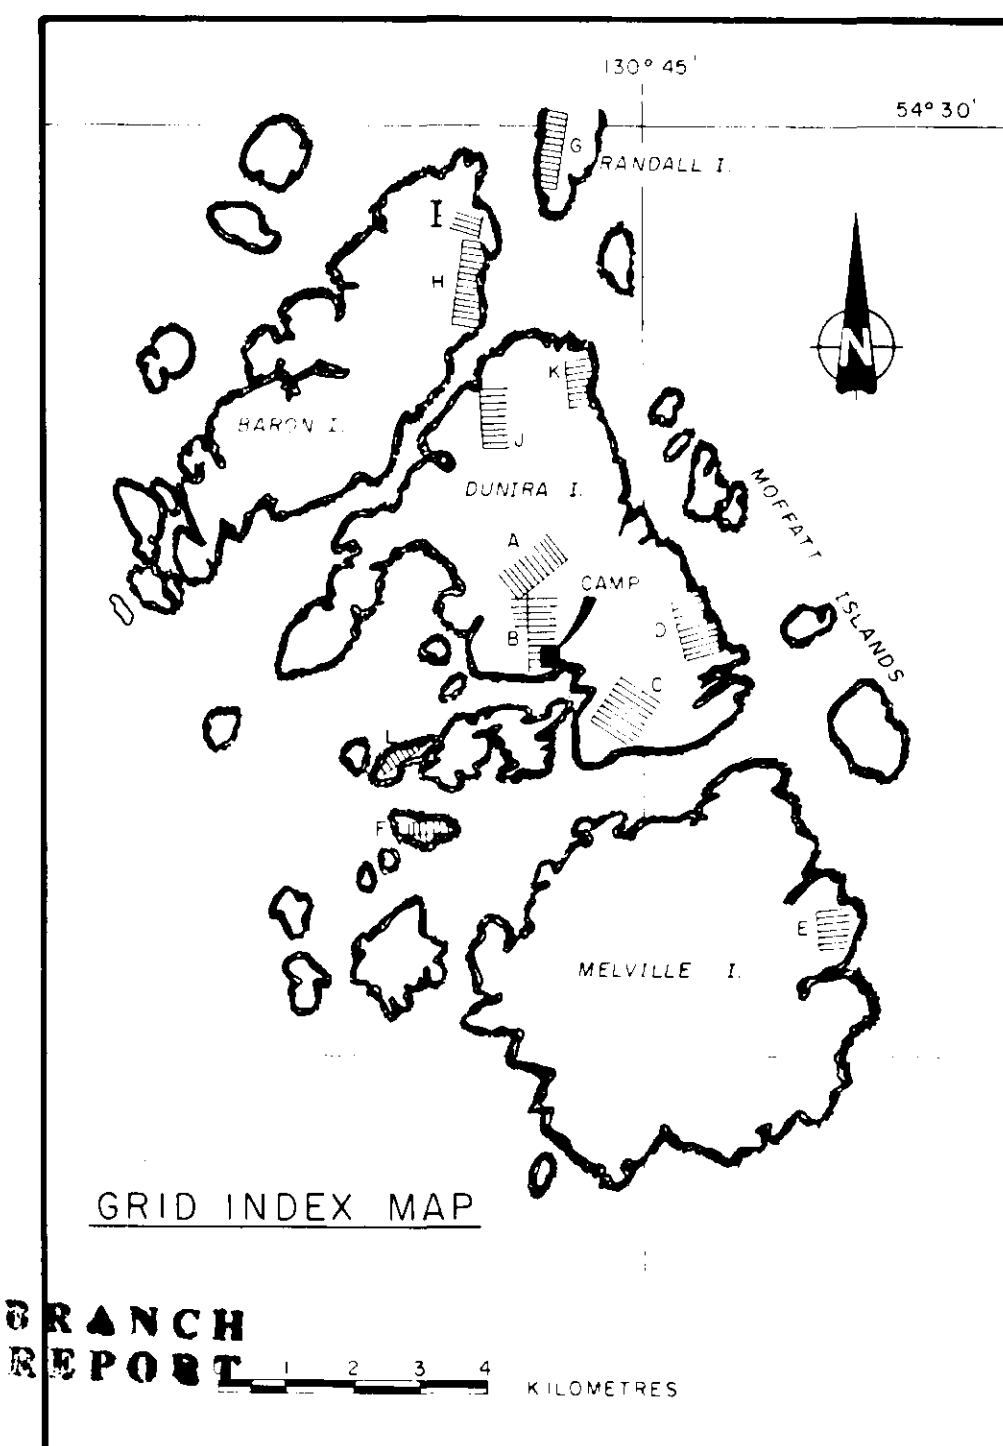 130° 45'
54° 30'
G
RANDALL I.
I
H
N
K
BARON I.
J
DUNIRA I.
MOFFATT ISLANDS
A
CAMP
B
D
C
L
F
E
MELVILLE I.
GRID INDEX MAP
BRANCH
REPORT
0 1 2 3 4
KILOMETRES